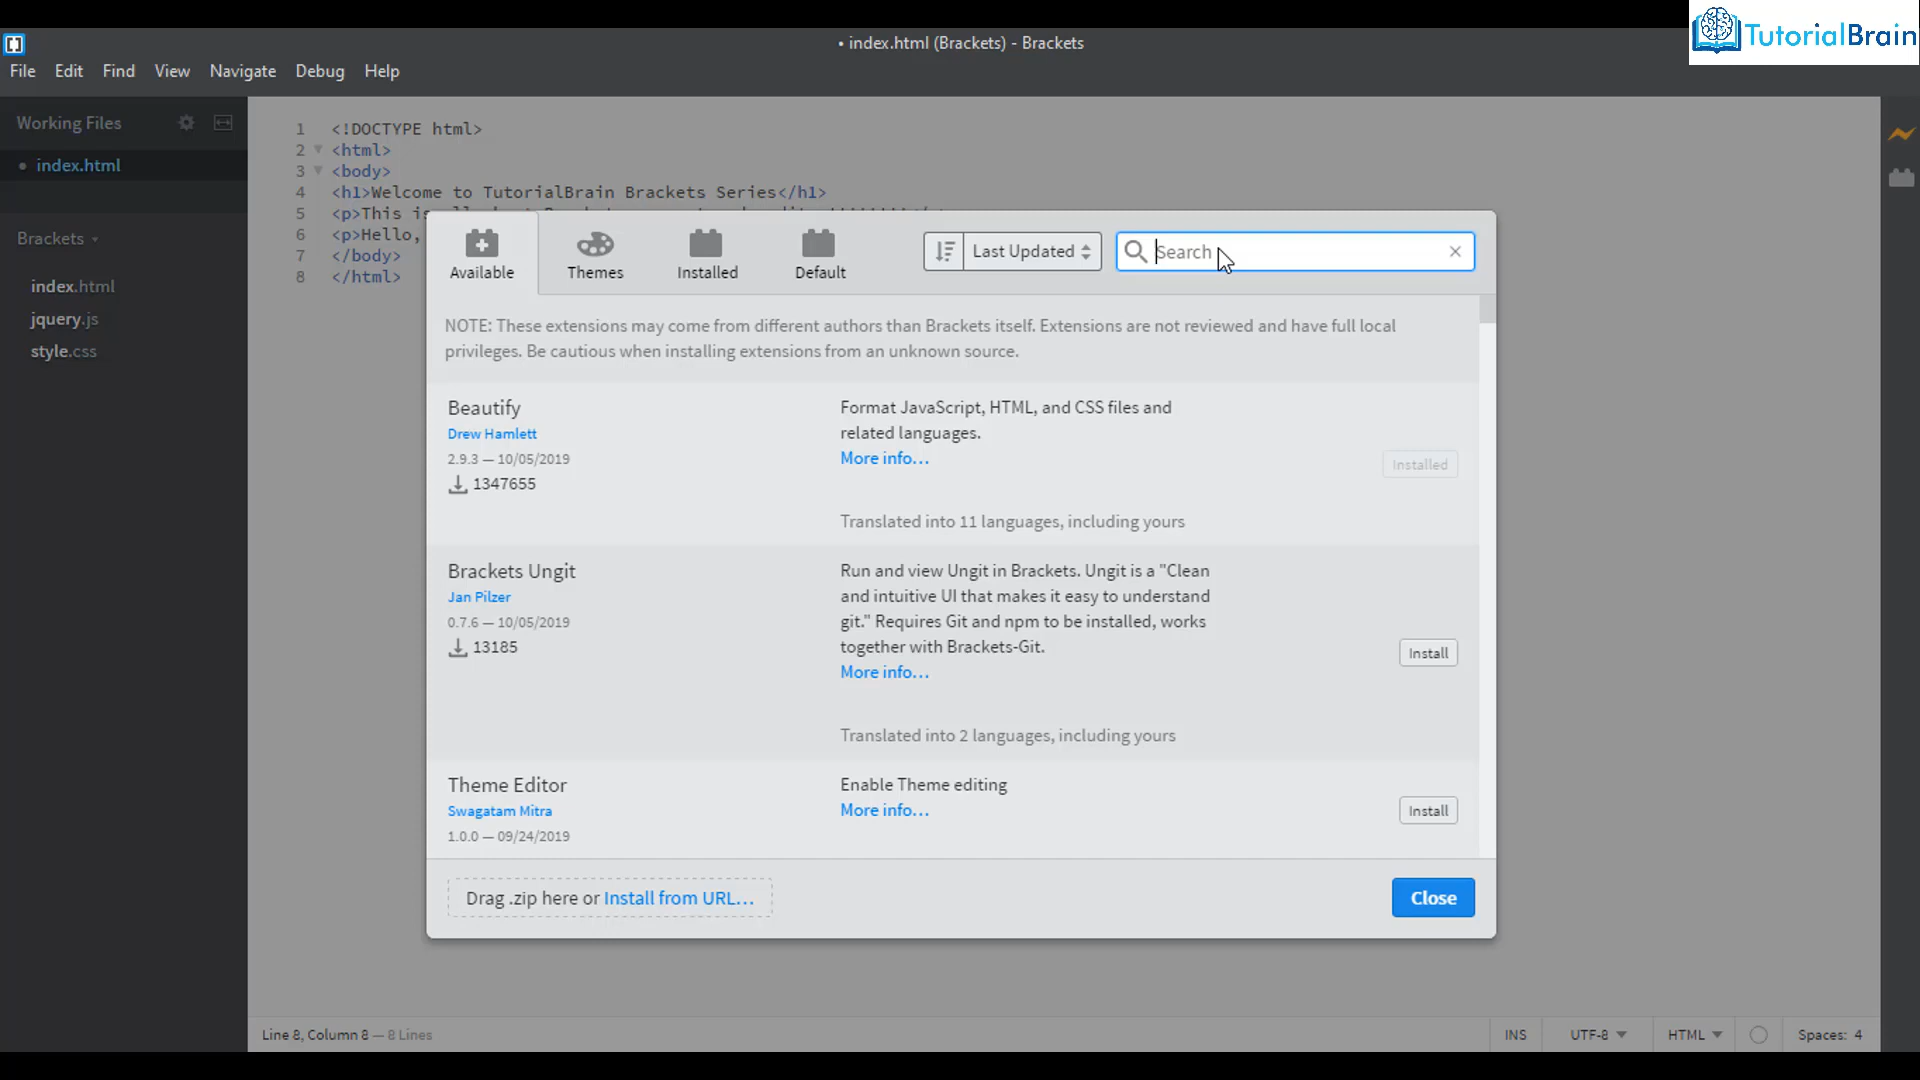 • index.html (Brackets) - Brackets
TutorialBrain
File Edit Find View Navigate Debug Help
Working Files
• index.html
Brackets
index.html
jquery.js
style.css
1 <!DOCTYPE html>
2 <html>
3 <body>
4 <h1>Welcome to TutorialBrain Brackets Series</h1>
5 <p>This is
6 <p>Hello,
7 </body>
8 </html>
Available
Themes
Installed
Default
Last Updated
Search
NOTE: These extensions may come from different authors than Brackets itself. Extensions are not reviewed and have full local
privileges. Be cautious when installing extensions from an unknown source.
Beautify
Drew Hamlett
2.9.3 — 10/05/2019
1347655
Format JavaScript, HTML, and CSS files and
related languages.
More info...
Translated into 11 languages, including yours
Installed
Brackets Ungit
Jan Pilzer
0.7.6 — 10/05/2019
13185
Run and view Ungit in Brackets. Ungit is a "Clean
and intuitive UI that makes it easy to understand
git." Requires Git and npm to be installed, works
together with Brackets-Git.
More info...
Translated into 2 languages, including yours
Install
Theme Editor
Swagatam Mitra
1.0.0 — 09/24/2019
Enable Theme editing
More info...
Install
Drag .zip here or Install from URL...
Close
Line 8, Column 8 — 8 Lines
INS
UTF-8
HTML
Spaces: 4